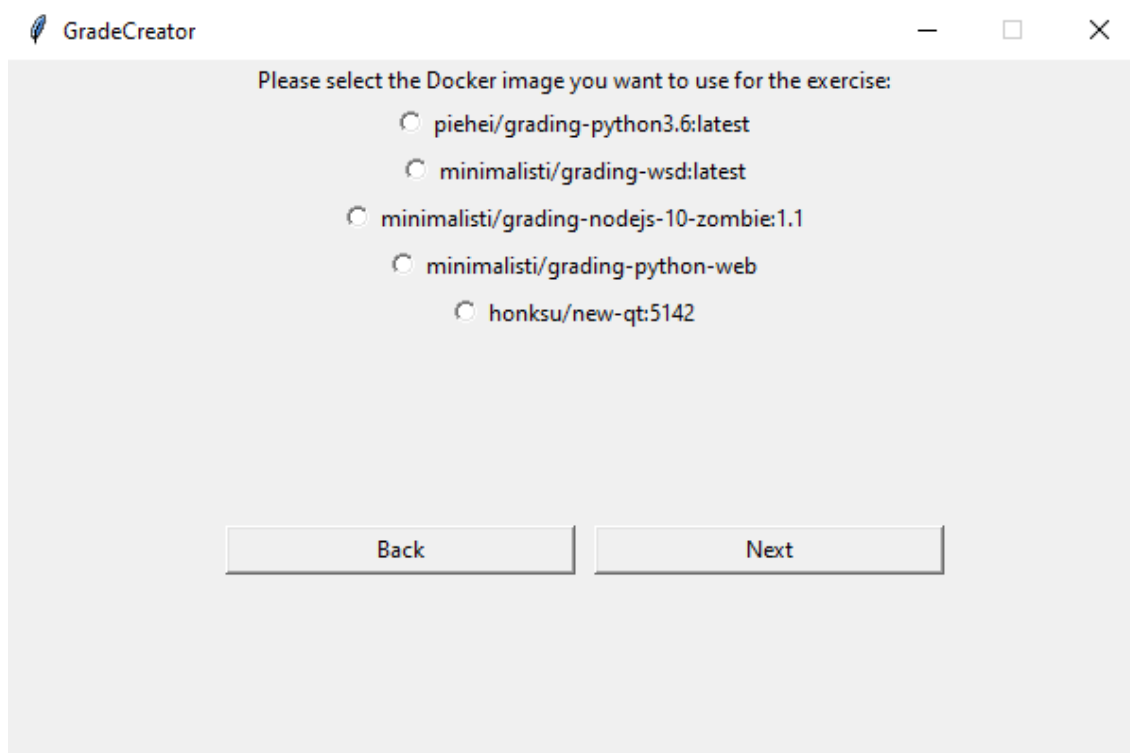 GradeCreator
Please select the Docker image you want to use for the exercise:
piehei/grading-python3.6:latest
minimalisti/grading-wsd:latest
minimalisti/grading-nodejs-10-zombie:1.1
minimalisti/grading-python-web
honksu/new-qt:5142
Back Next